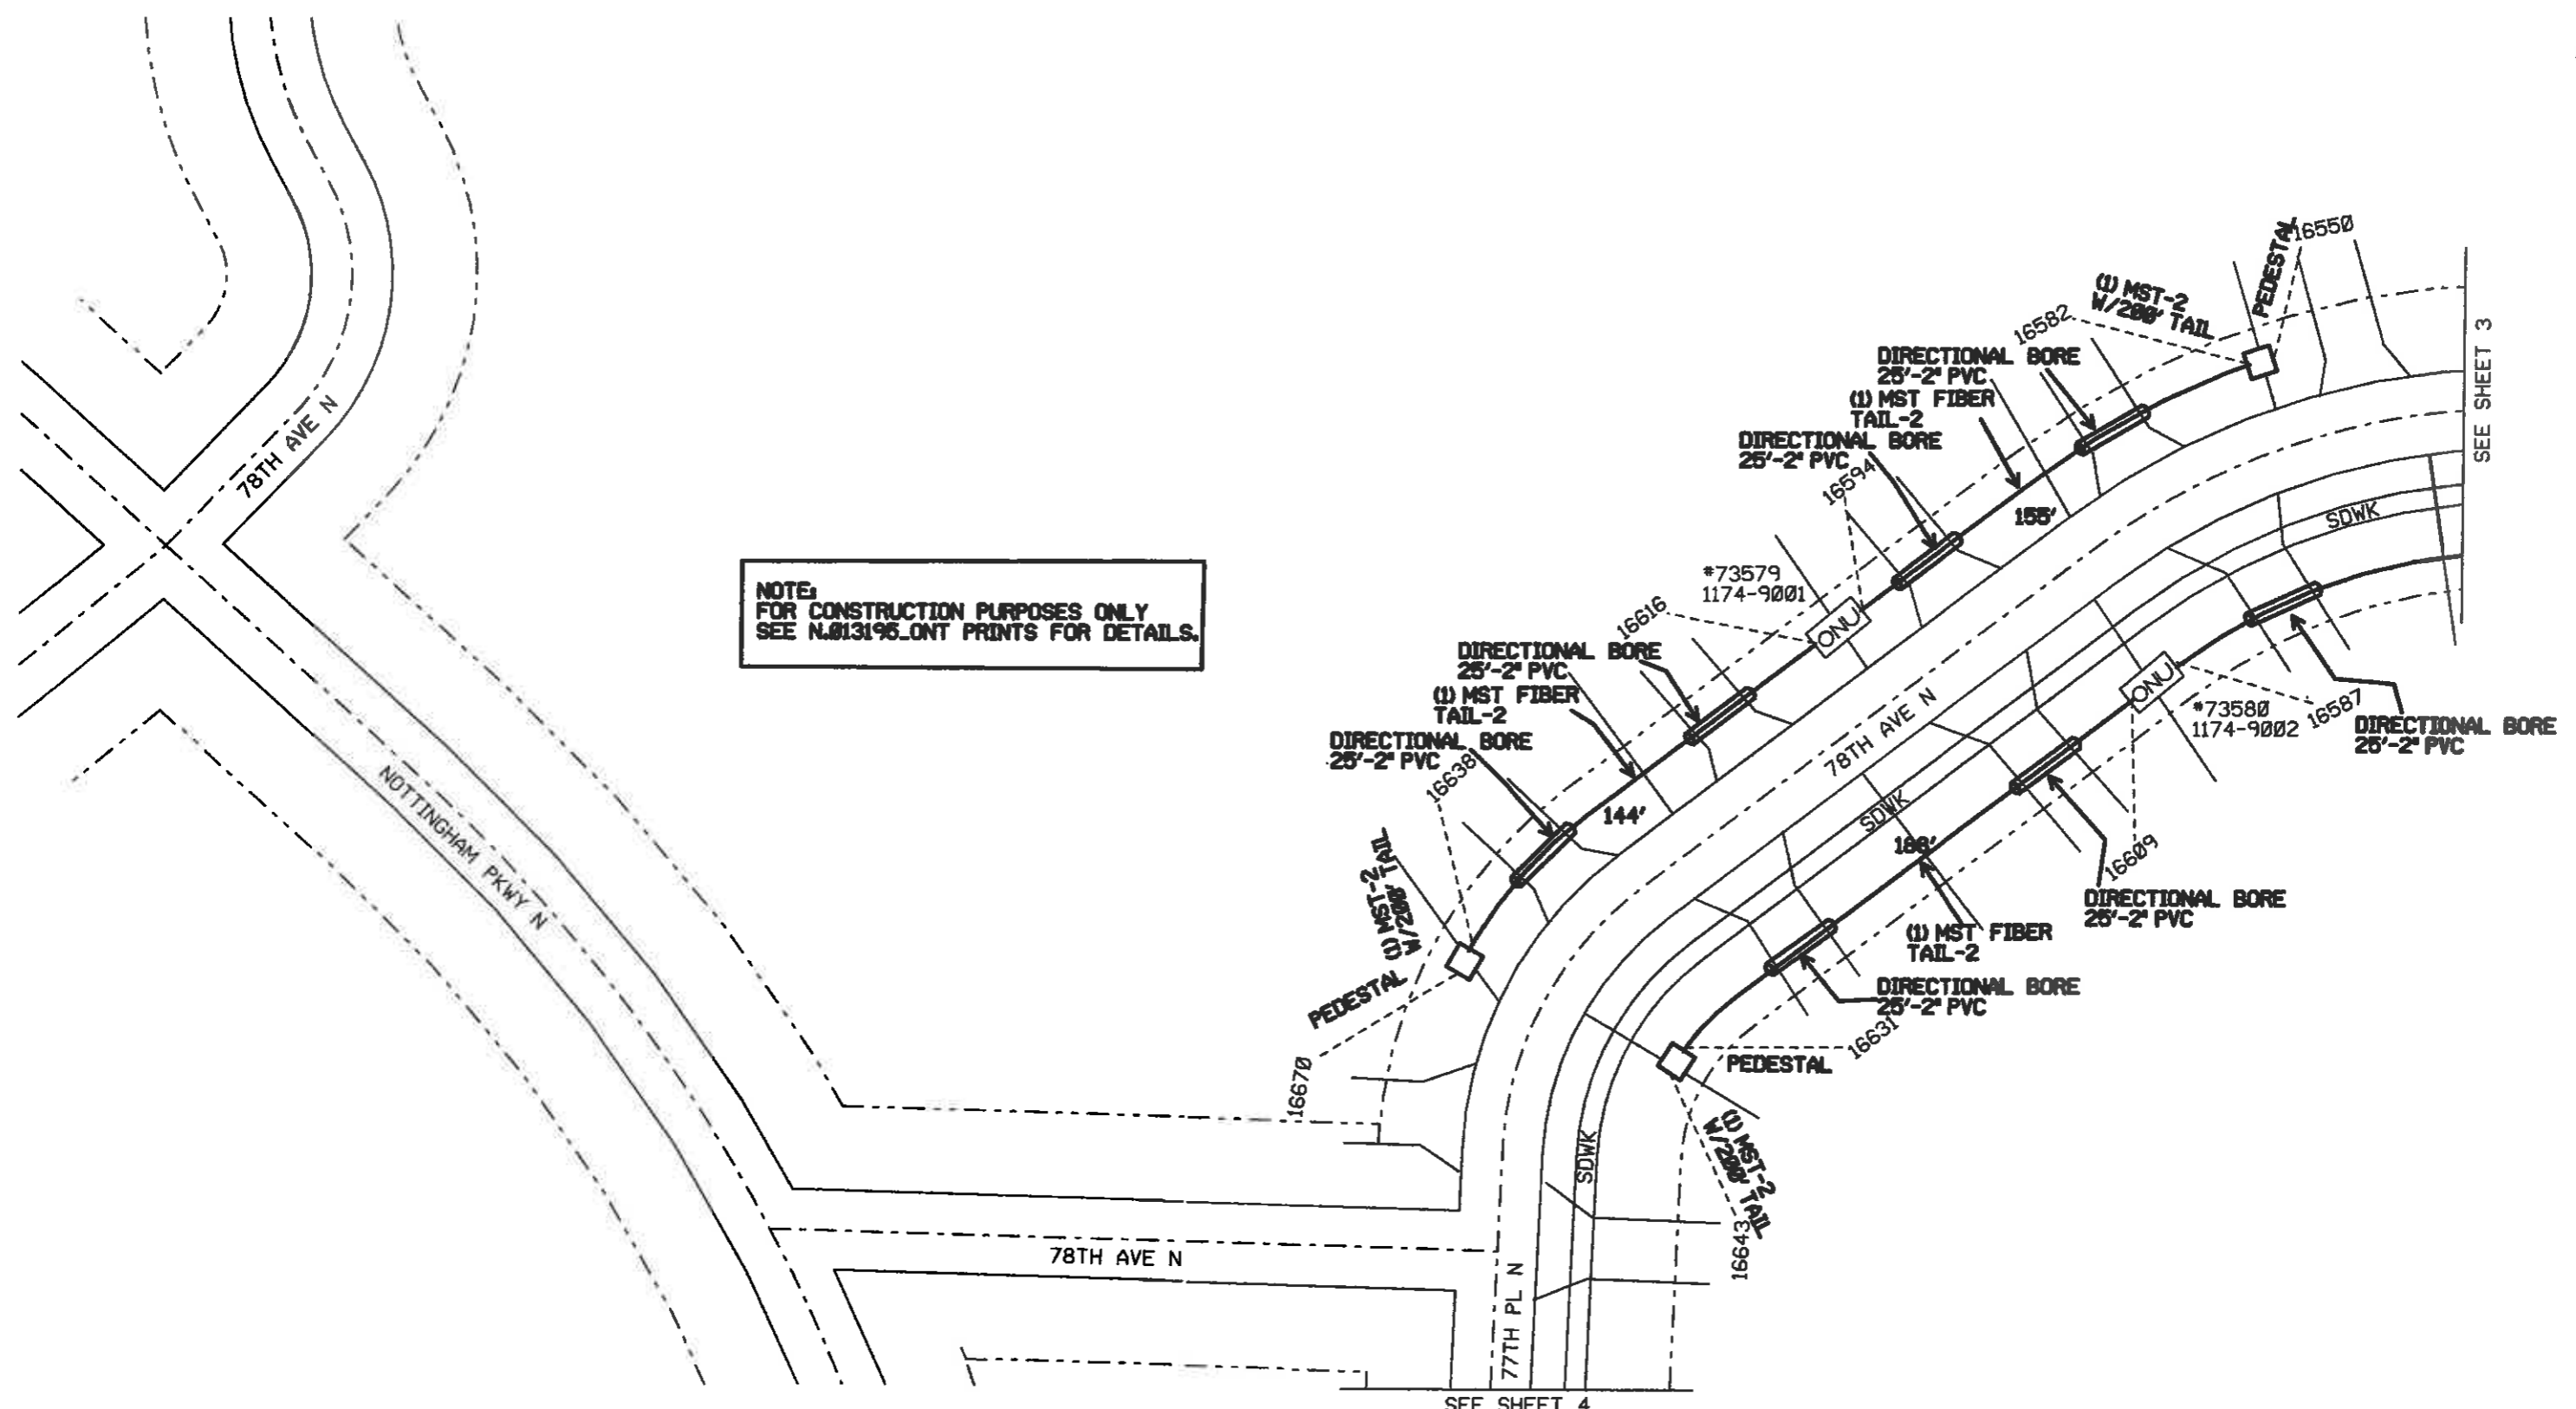 16550
PEDESTAL
(1) MST-2
W/200' TAIL
16582
DIRECTIONAL BORE
25'-2" PVC
(1) MST FIBER
TAIL-2
DIRECTIONAL BORE
25'-2" PVC
16594
155'
SEE SHEET 3
SDWK
78TH AVE N
NOTE:
FOR CONSTRUCTION PURPOSES ONLY
SEE N.013195_ONT PRINTS FOR DETAILS.
#73579
1174-9001
16616
ONU
DIRECTIONAL BORE
25'-2" PVC
(1) MST FIBER
TAIL-2
DIRECTIONAL BORE
25'-2" PVC
16638
144'
78TH AVE N
ONU
#73580
1174-9002
16587
DIRECTIONAL BORE
25'-2" PVC
NOTTINGHAM PKWY N
SDWK
16609
DIRECTIONAL BORE
25'-2" PVC
(1) MST-2
W/200' TAIL
PEDESTAL
16670
(1) MST FIBER
TAIL-2
DIRECTIONAL BORE
25'-2" PVC
16631
PEDESTAL
(1) MST-2
W/200' TAIL
16643
SDWK
78TH AVE N
77TH PL N
SEE SHEET 4